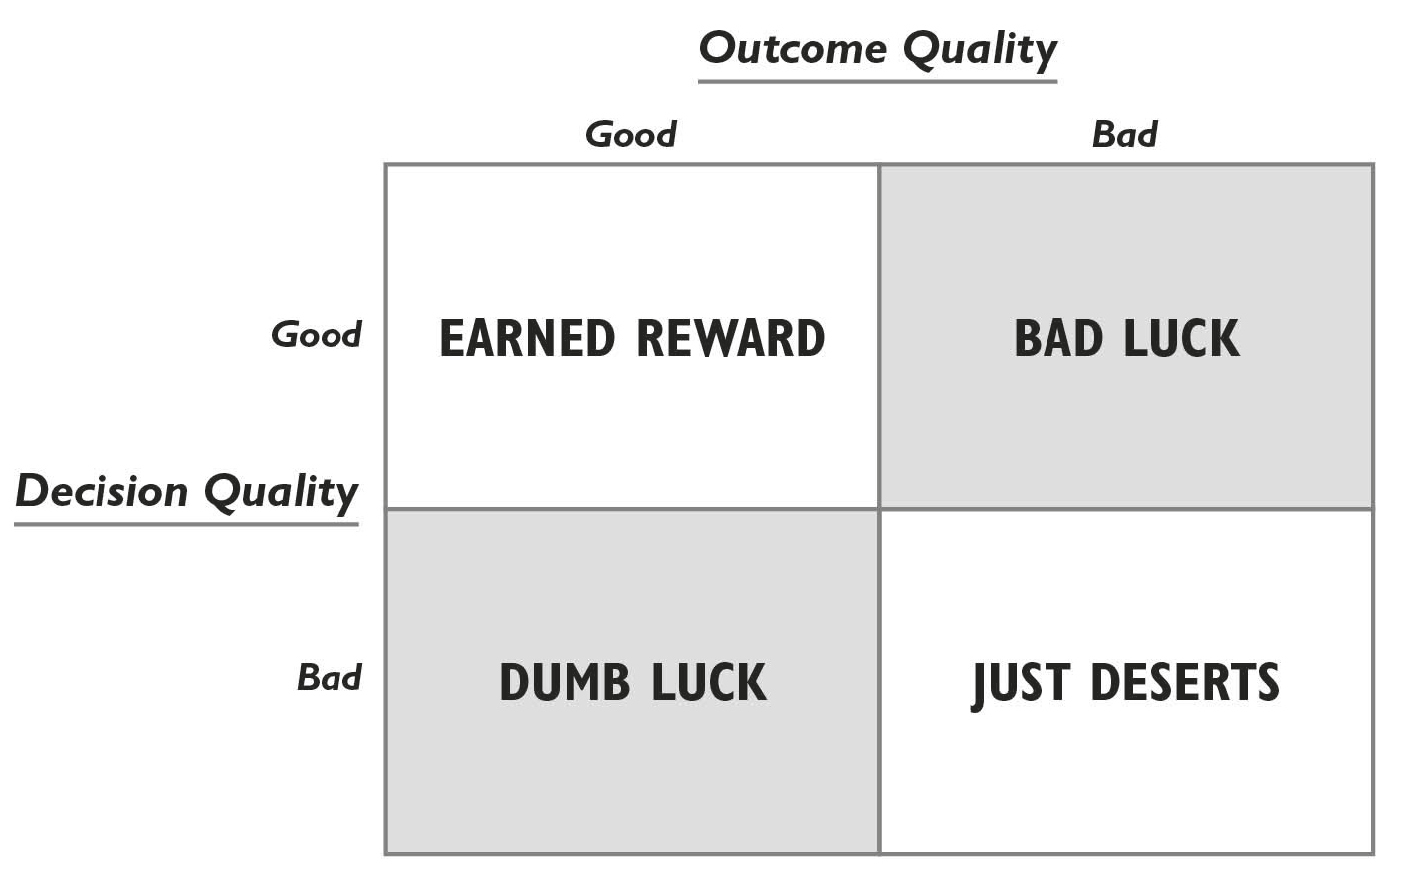 Outcome Quality
Good
Bad
Good
EARNED REWARD
BAD LUCK
Decision Quality
Bad
DUMB LUCK
JUST DESERTS